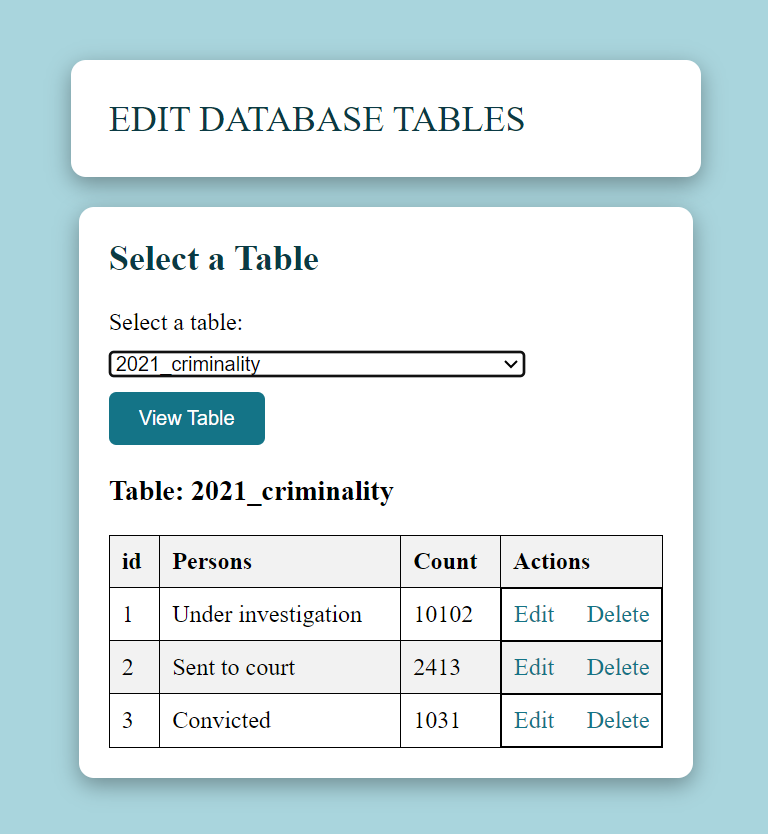 EDIT DATABASE TABLES
Select a Table
Select a table:
2021_criminality
View Table
Table: 2021_criminality
id Persons Count Actions
1 Under investigation 10102 Edit Delete
2 Sent to court 2413 Edit Delete
3 Convicted 1031 Edit Delete